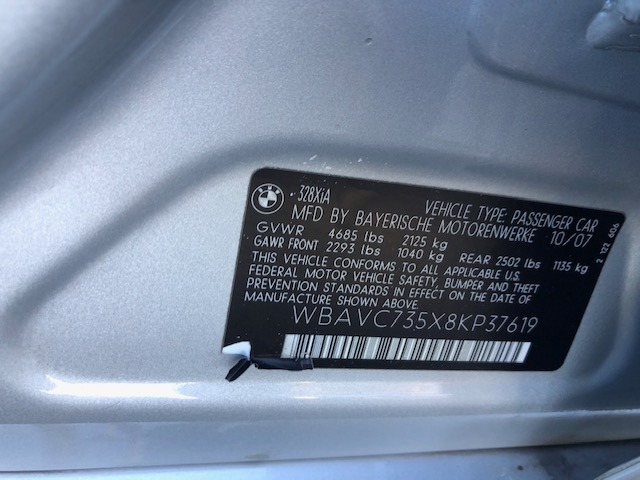 BMW
328XiA VEHICLE TYPE: PASSENGER CAR
MFD BY BAYERISCHE MOTORENWERKE 10/07
GVWR 4685 lbs 2125 kg
GAWR FRONT 2293 lbs 1040 kg REAR 2502 lbs 1135 kg
THIS VEHICLE CONFORMS TO ALL APPLICABLE U.S.
FEDERAL MOTOR VEHICLE SAFETY, BUMPER AND THEFT
PREVENTION STANDARDS IN EFFECT ON THE DATE OF
MANUFACTURE SHOWN ABOVE.
WBAVC735X8KP37619